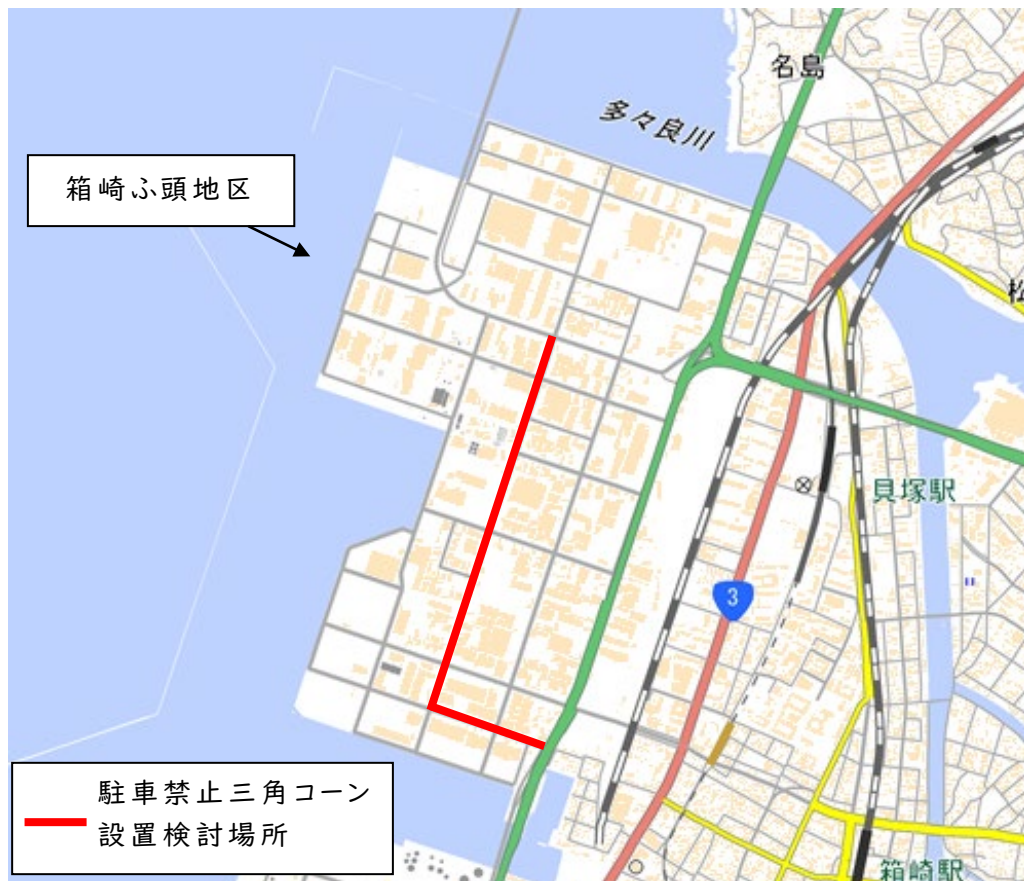 名島
多々良川
箱崎ふ頭地区
松
貝塚駅
3
駐車禁止三角コーン
設置検討場所
箱崎駅